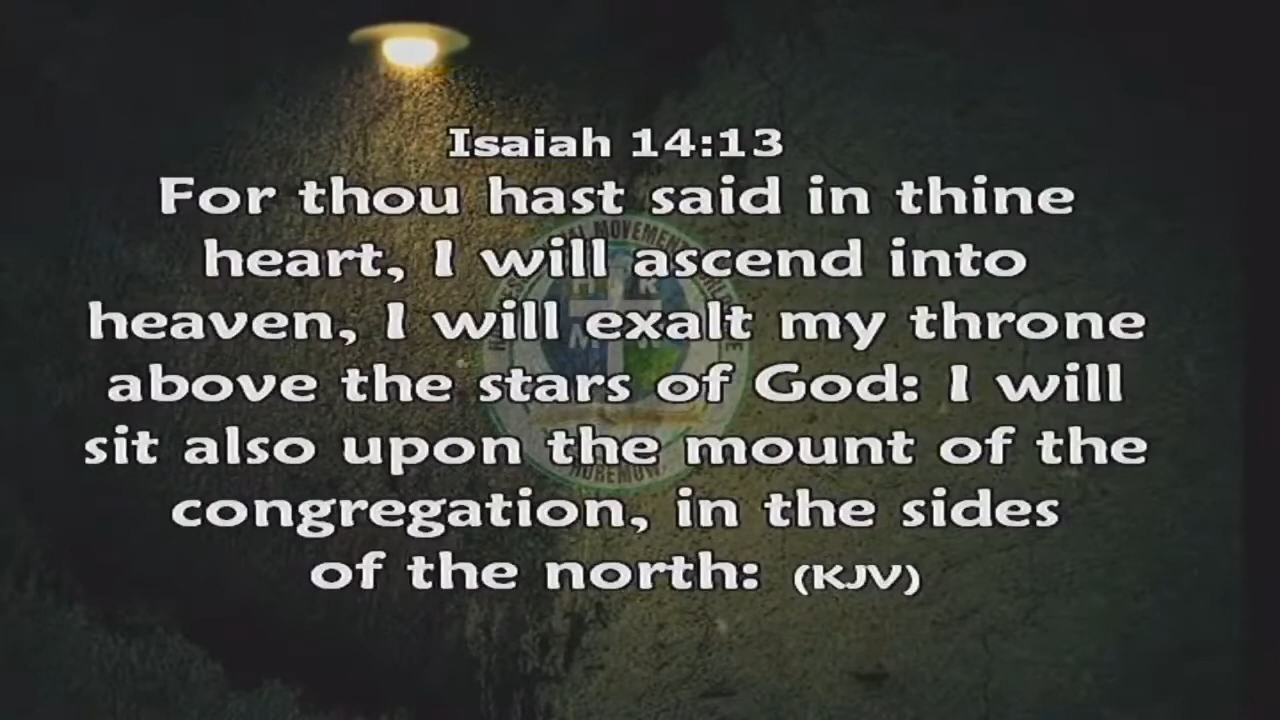 Isaiah 14:13
For thou hast said in thine
heart, I will ascend into
heaven, I will exalt my throne
above the stars of God: I will
sit also upon the mount of the
congregation, in the sides
of the north: (KJV)